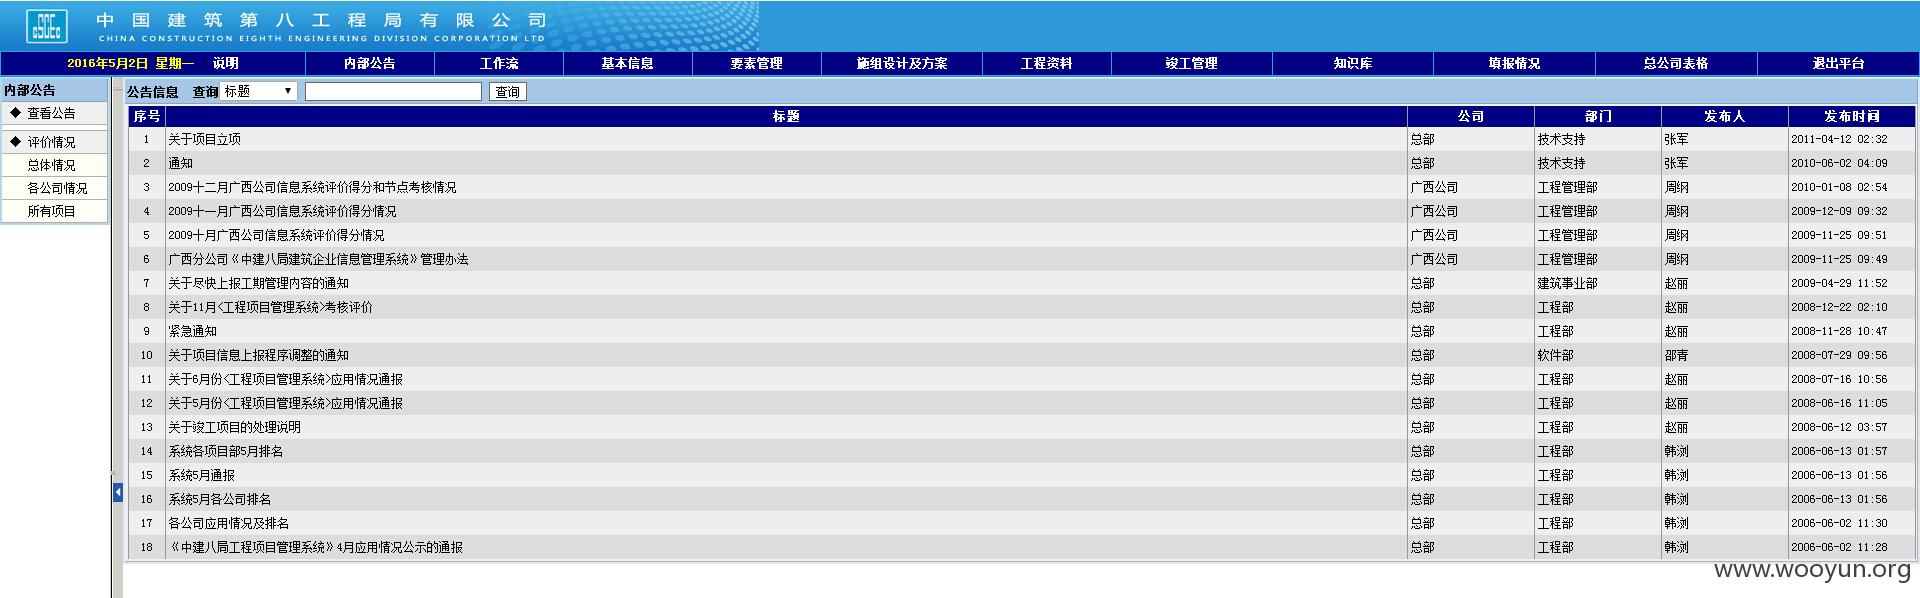 中国建筑第八工程局有限公司
CHINA CONSTRUCTION EIGHTH ENGINEERING DIVISION CORPORATION LTD
2016年5月2日 星期一 说明 内部公告 工作流 基本信息 要素管理 施组设计及方案 工程资料 竣工管理 知识库 填报情况 总公司表格 退出平台
内部公告
◆ 查看公告
◆ 评价情况
总体情况
各公司情况
所有项目
公告信息 查询 标题 查询
序号 标题 公司 部门 发布人 发布时间
1 关于项目立项 总部 技术支持 张军 2011-04-12 02:32
2 通知 总部 技术支持 张军 2010-06-02 04:09
3 2009十二月广西公司信息系统评价得分和节点考核情况 广西公司 工程管理部 周纲 2010-01-08 02:54
4 2009十一月广西公司信息系统评价得分情况 广西公司 工程管理部 周纲 2009-12-09 09:32
5 2009十月广西公司信息系统评价得分情况 广西公司 工程管理部 周纲 2009-11-25 09:51
6 广西分公司《中建八局建筑企业信息管理系统》管理办法 广西公司 工程管理部 周纲 2009-11-25 09:49
7 关于尽快上报工期管理内容的通知 总部 建筑事业部 赵丽 2009-04-29 11:52
8 关于11月<工程项目管理系统>考核评价 总部 工程部 赵丽 2008-12-22 02:10
9 紧急通知 总部 工程部 赵丽 2008-11-28 10:47
10 关于项目信息上报程序调整的通知 总部 软件部 邵青 2008-07-29 09:56
11 关于6月份<工程项目管理系统>应用情况通报 总部 工程部 赵丽 2008-07-16 10:56
12 关于5月份<工程项目管理系统>应用情况通报 总部 工程部 赵丽 2008-06-16 11:05
13 关于竣工项目的处理说明 总部 工程部 赵丽 2008-06-12 03:57
14 系统各项目部5月排名 总部 工程部 韩浏 2006-06-13 01:57
15 系统5月通报 总部 工程部 韩浏 2006-06-13 01:56
16 系统5月各公司排名 总部 工程部 韩浏 2006-06-13 01:56
17 各公司应用情况及排名 总部 工程部 韩浏 2006-06-02 11:30
18 《中建八局工程项目管理系统》4月应用情况公示的通报 总部 工程部 韩浏 2006-06-02 11:28
www.wooyun.org